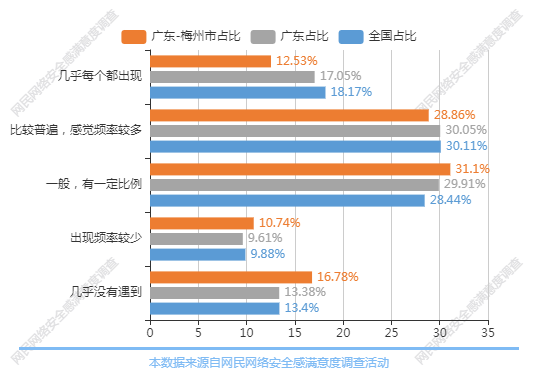 广东-梅州市占比 广东占比 全国占比
网民网络安全感满意度调查 网民网络安全感满意度调查
几乎每个都出现 12.53% 17.05% 18.17%
比较普遍，感觉频率较多 28.86% 30.05% 30.11%
一般，有一定比例 31.1% 29.91% 28.44%
出现频率较少 10.74% 9.61% 9.88%
几乎没有遇到 16.78% 13.38% 13.4%
网民网络安全感满意度调查 网民网络安全感满意度调查
0 5 10 15 20 25 30 35
本数据来源自网民网络安全感满意度调查活动